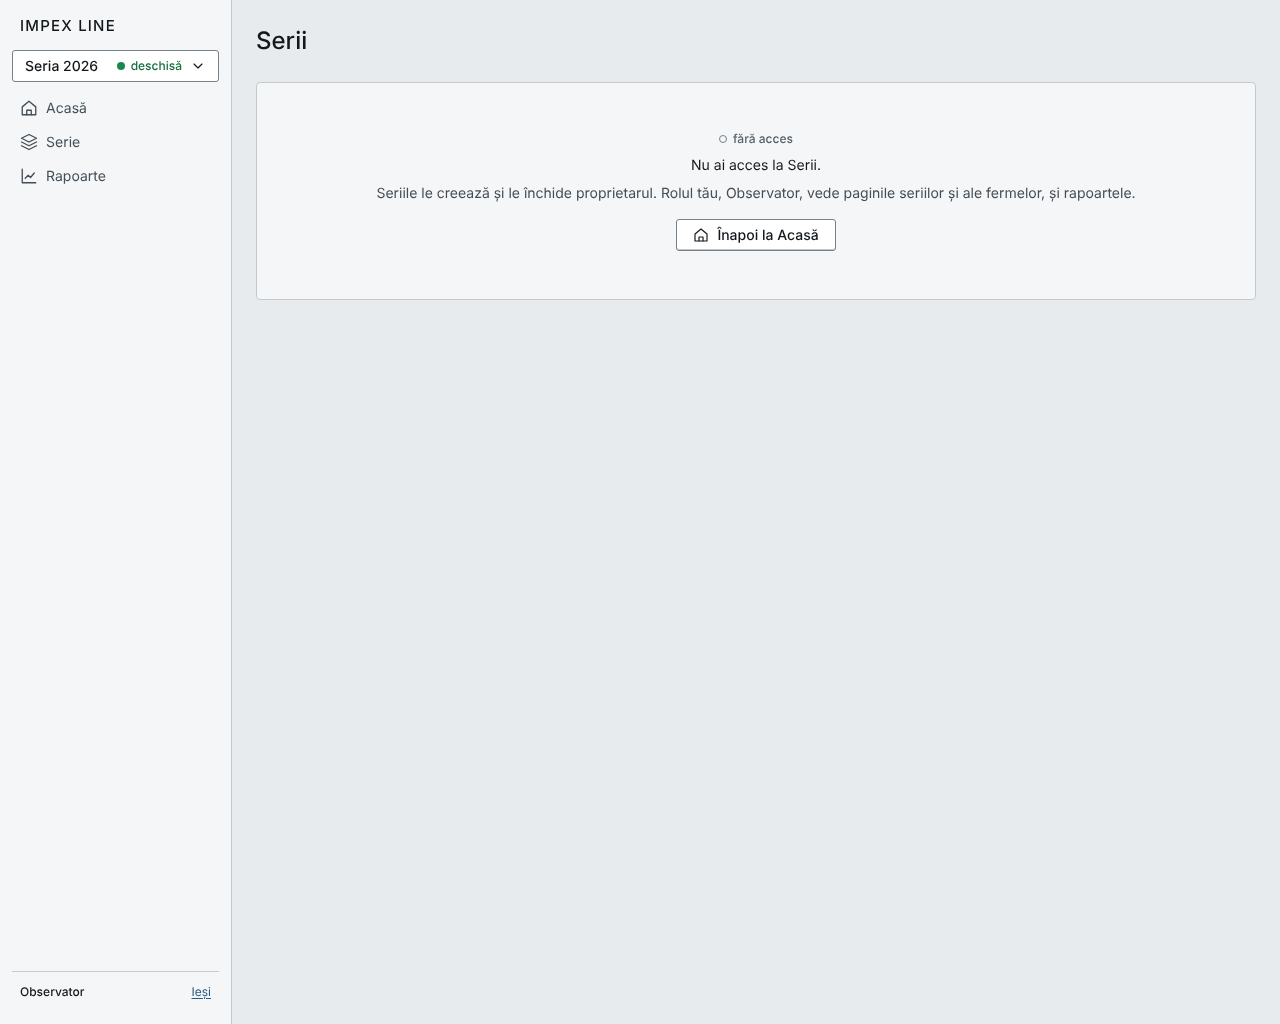 IMPEX LINE
Seria 2026 deschisă
Acasă
Serie
Rapoarte
Observator Ieși
Serii
fără acces
Nu ai acces la Serii.
Seriile le creează și le închide proprietarul. Rolul tău, Observator, vede paginile seriilor și ale fermelor, și rapoartele.
Înapoi la Acasă